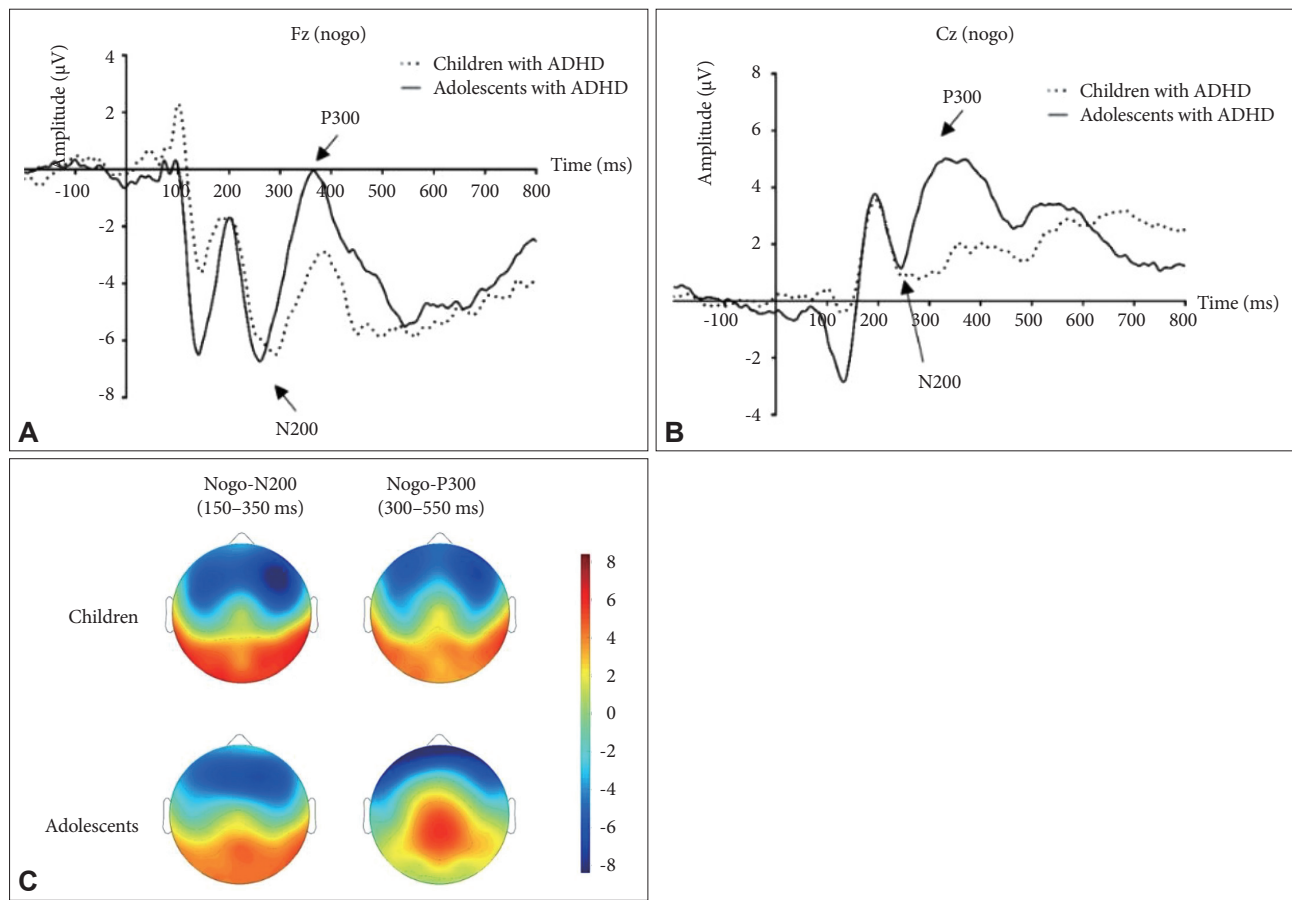 Fz (nogo)
Children with ADHD
Adolescents with ADHD
Amplitude (μV)
4
2
-2
-4
-6
-8
P300
Time (ms)
-100
100
200
300
400
500
600
700
800
N200
A
Cz (nogo)
Children with ADHD
Adolescents with ADHD
Amplitude (μV)
8
6
4
2
0
-2
-4
P300
Time (ms)
-100
100
200
300
400
500
600
700
800
N200
B
Nogo-N200
(150–350 ms)
Nogo-P300
(300–550 ms)
Children
Adolescents
8
6
4
2
0
-2
-4
-6
-8
C